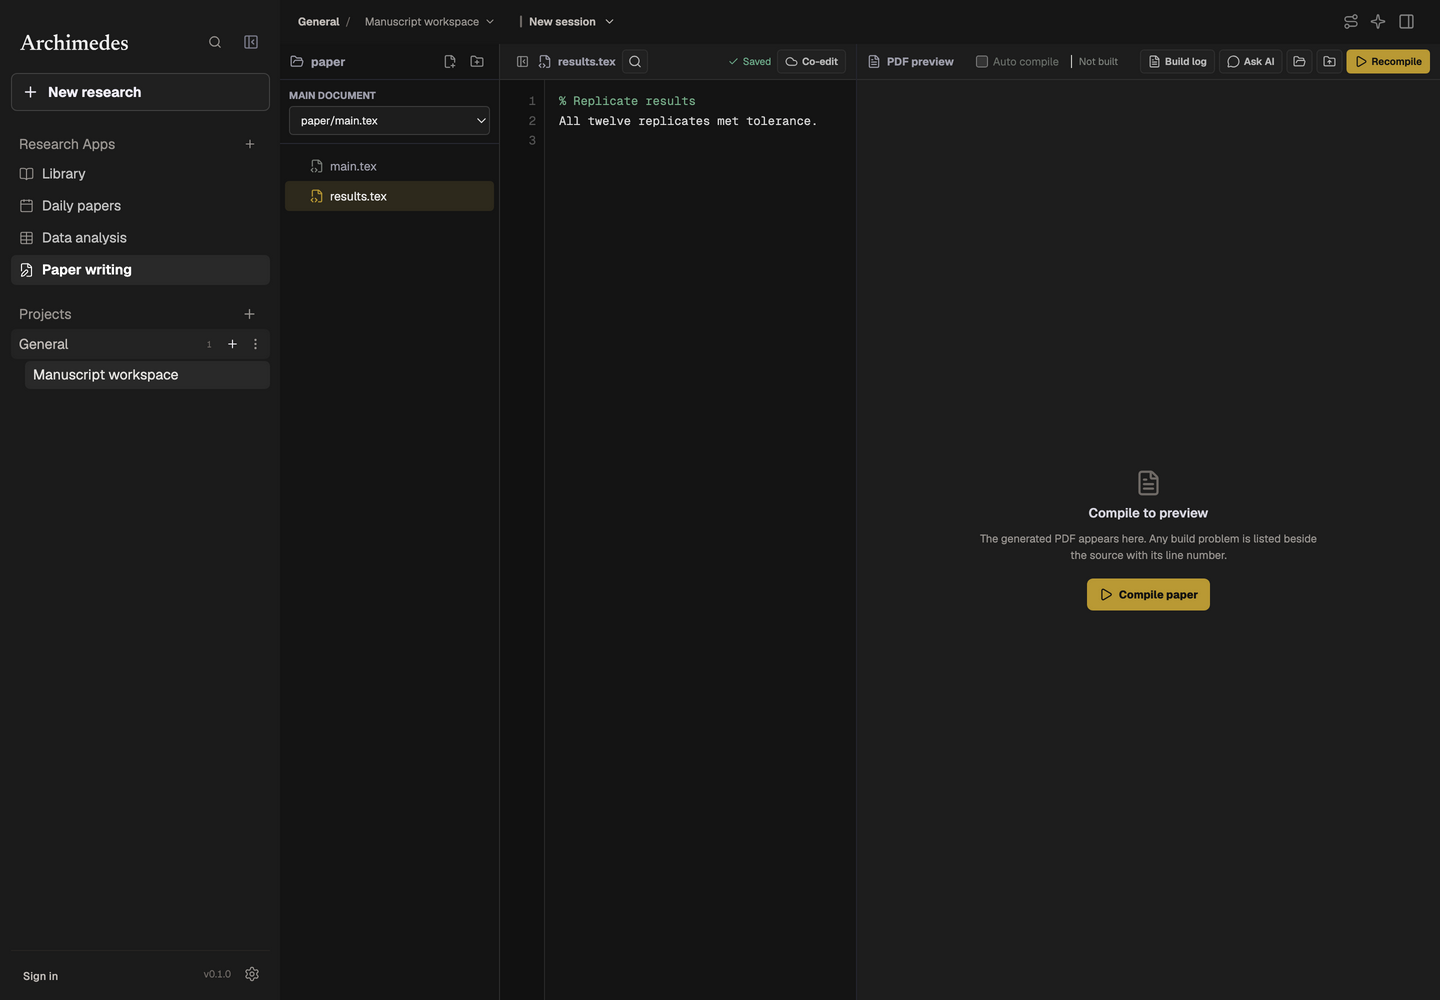 Archimedes
New research
Research Apps
Library
Daily papers
Data analysis
Paper writing
Projects
General 1
Manuscript workspace
Sign in v0.1.0
General / Manuscript workspace New session
paper
MAIN DOCUMENT
paper/main.tex
main.tex
results.tex
results.tex Saved Co-edit
1 % Replicate results
2 All twelve replicates met tolerance.
3
PDF preview Auto compile Not built Build log Ask AI Recompile
Compile to preview
The generated PDF appears here. Any build problem is listed beside
the source with its line number.
Compile paper